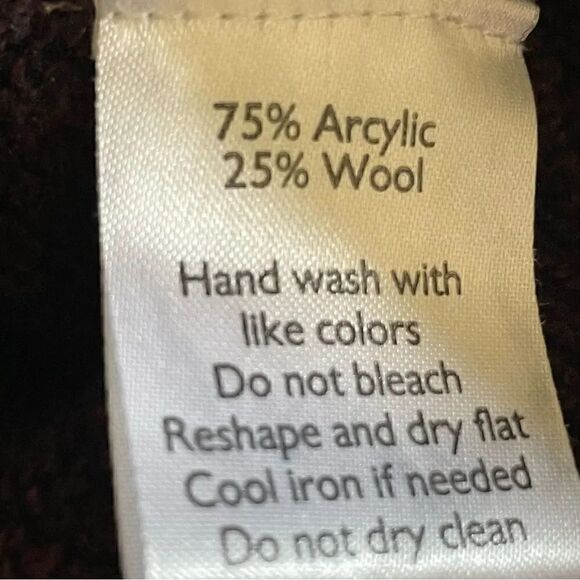 75% Arcylic
25% Wool
Hand wash with
like colors
Do not bleach
Reshape and dry flat
Cool iron if needed
Do not dry clean